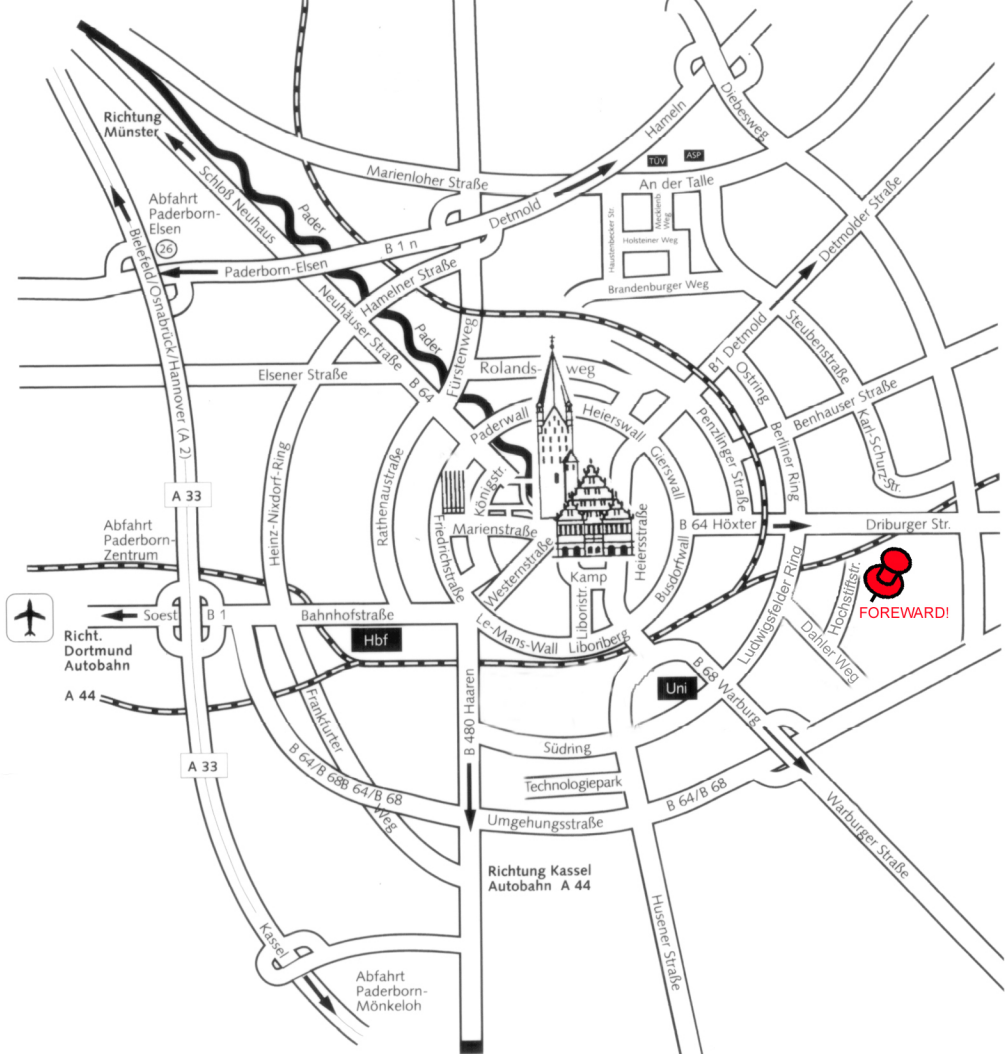 Richtung
Münster
Schloß Neuhaus
Pader
Marienloher Straße
Hameln
Diebesweg
TÜV
ASP
An der Talle
Abfahrt
Paderborn-
Elsen
26
Bielefeld/Osnabrück/Hannover (A 2)
Paderborn-Elsen
B 1 n
Detmold
Haustenbecker Str.
Mecklenb
Weg
Holsteiner Weg
Brandenburger Weg
Detmolder Straße
Hamelner Straße
Neuhäuser Straße
Pader
Fürstenweg
B1 Detmold
Steubenstraße
Elsener Straße
B 64
Rolands-
weg
Ostring
Benhauser Straße
Paderwall
Heierswall
Penzlinger Straße
Berliner Ring
Karl-Schurz-Str.
Heinz-Nixdorf-Ring
Rathenaustraße
Königstr.
Gierswall
A 33
Abfahrt
Paderborn-
Zentrum
Friedrichstraße
Marienstraße
Westernstraße
Heiersstraße
B 64 Höxter
Driburger Str.
Kamp
Busdorfwall
Ludwigsfelder Ring
Hochstiftstr.
FOREWARD!
Soest
B 1
Bahnhofstraße
Liboristr.
Le-Mans-Wall
Liboriberg
Dahler Weg
Richt.
Dortmund
Autobahn
A 44
Hbf
Uni
B 68 Warburg
Frankfurter
Weg
B 480 Haaren
Südring
A 33
B 64/B 68
B 64/B 68
Technologiepark
B 64/B 68
Umgehungsstraße
Warburger Straße
Richtung Kassel
Autobahn A 44
Husener Straße
Kassel
Abfahrt
Paderborn-
Mönkeloh